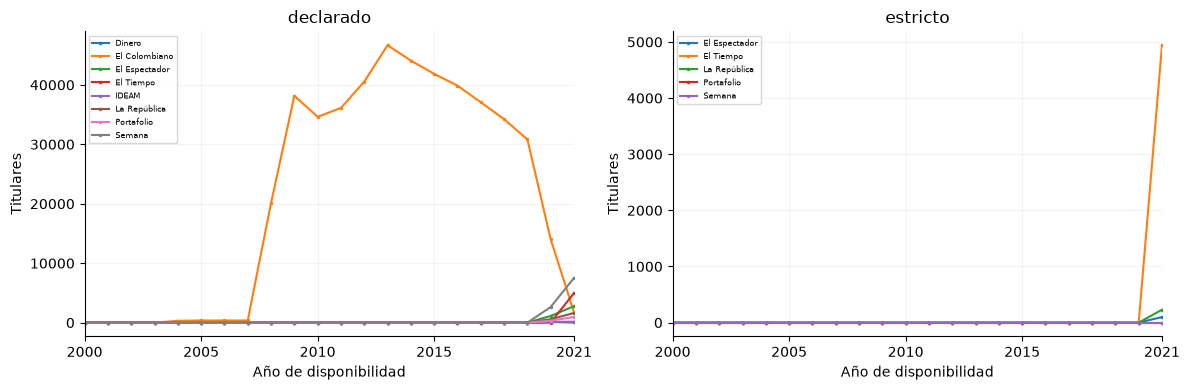 declarado
Titulares
40000
30000
20000
10000
0
Dinero
El Colombiano
El Espectador
El Tiempo
IDEAM
La República
Portafolio
Semana
2000
2005
2010
2015
2021
Año de disponibilidad
estricto
Titulares
5000
4000
3000
2000
1000
0
El Espectador
El Tiempo
La República
Portafolio
Semana
2000
2005
2010
2015
2021
Año de disponibilidad